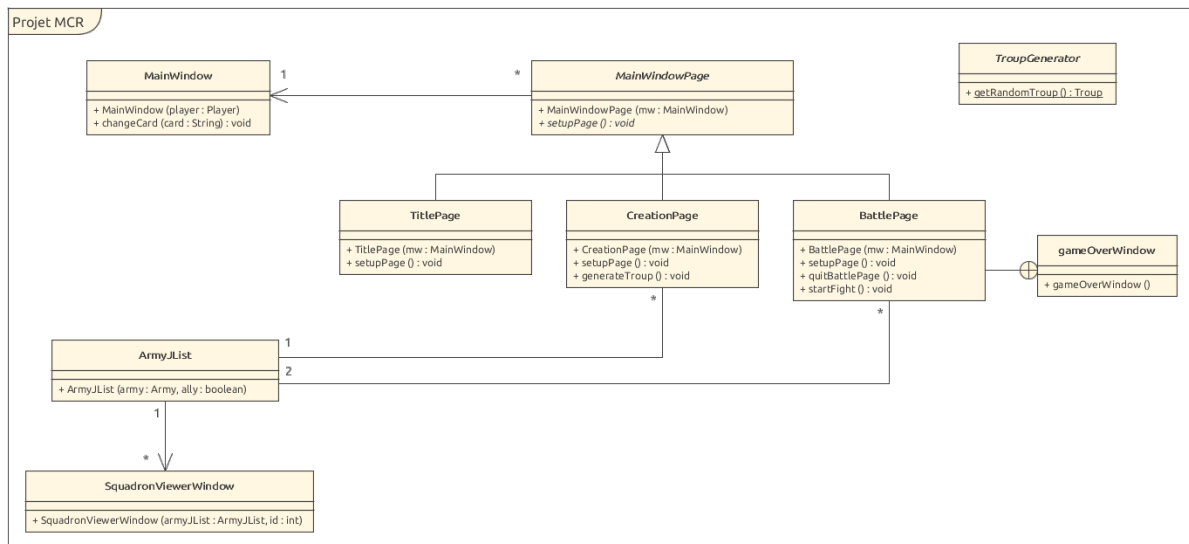 Projet MCR
MainWindow
+ MainWindow (player : Player)
+ changeCard (card : String) : void
1
*
MainWindowPage
+ MainWindowPage (mw : MainWindow)
+ setupPage () : void
TroupGenerator
+ getRandomTroup () : Troup
TitlePage
+ TitlePage (mw : MainWindow)
+ setupPage () : void
CreationPage
+ CreationPage (mw : MainWindow)
+ setupPage () : void
+ generateTroup () : void
*
BattlePage
+ BattlePage (mw : MainWindow)
+ setupPage () : void
+ quitBattlePage () : void
+ startFight () : void
*
gameOverWindow
+ gameOverWindow ()
ArmyJList
+ ArmyJList (army : Army, ally : boolean)
1
2
1
*
SquadronViewerWindow
+ SquadronViewerWindow (armyJList : ArmyJList, id : int)